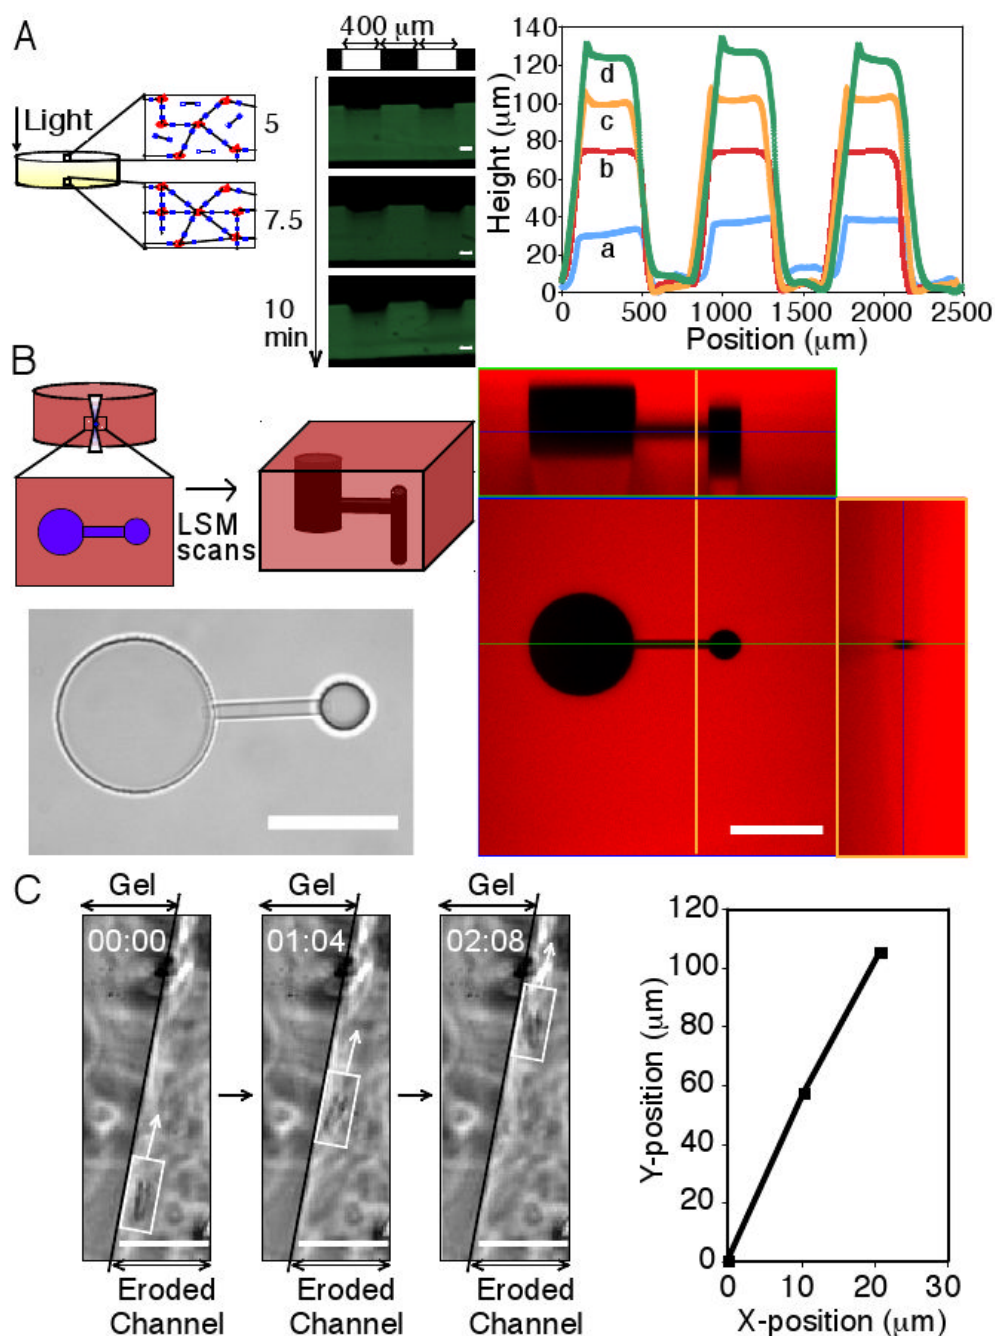 A
Light
5
7.5
10
min
400 μm
Height (μm)
140
120
100
80
60
40
20
0
d
c
b
a
0 500 1000 1500 2000 2500
Position (μm)
B
LSM
scans
C
Gel Gel Gel
00:00 01:04 02:08
Eroded Eroded Eroded
Channel Channel Channel
Y-position (μm)
120
100
80
60
40
20
0
0 10 20 30
X-position (μm)